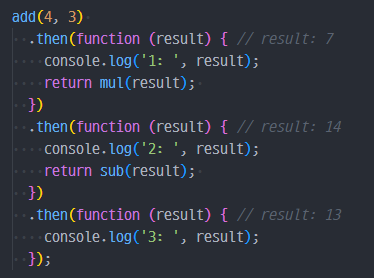 add(4, 3)
.then(function (result) { // result: 7
console.log('1: ', result);
return mul(result);
})
.then(function (result) { // result: 14
console.log('2: ', result);
return sub(result);
})
.then(function (result) { // result: 13
console.log('3: ', result);
});